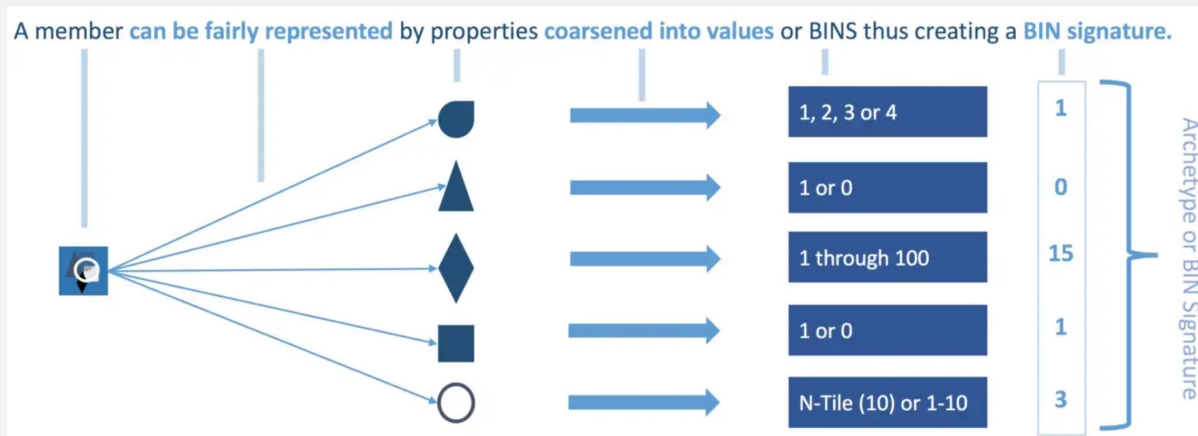 A member can be fairly represented by properties coarsened into values or BINS thus creating a BIN signature.
1, 2, 3 or 4
1
1 or 0
0
1 through 100
15
1 or 0
1
N-Tile (10) or 1-10
3
Archetype or BIN Signature